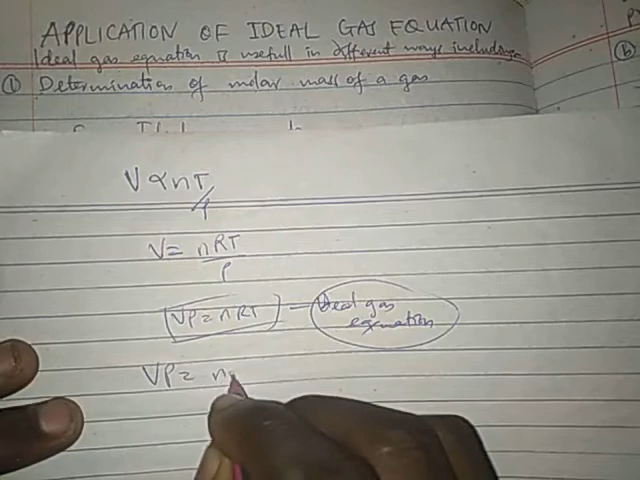 APPLICATION OF IDEAL GAS EQUATION
Ideal gas equation is usefull in different ways including
① Determination of molar mass of a gas
V ∝ nT/P
V = nRT/P
VP = nRT - Ideal gas equation
VP = n